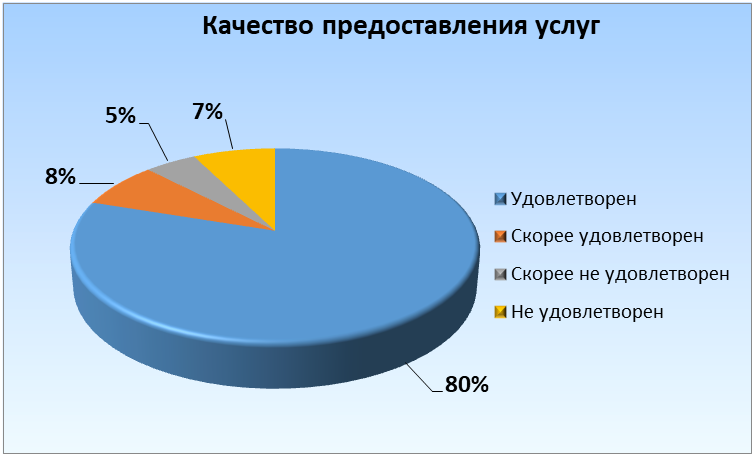 Качество предоставления услуг
7%
5%
8%
80%
Удовлетворен
Скорее удовлетворен
Скорее не удовлетворен
Не удовлетворен